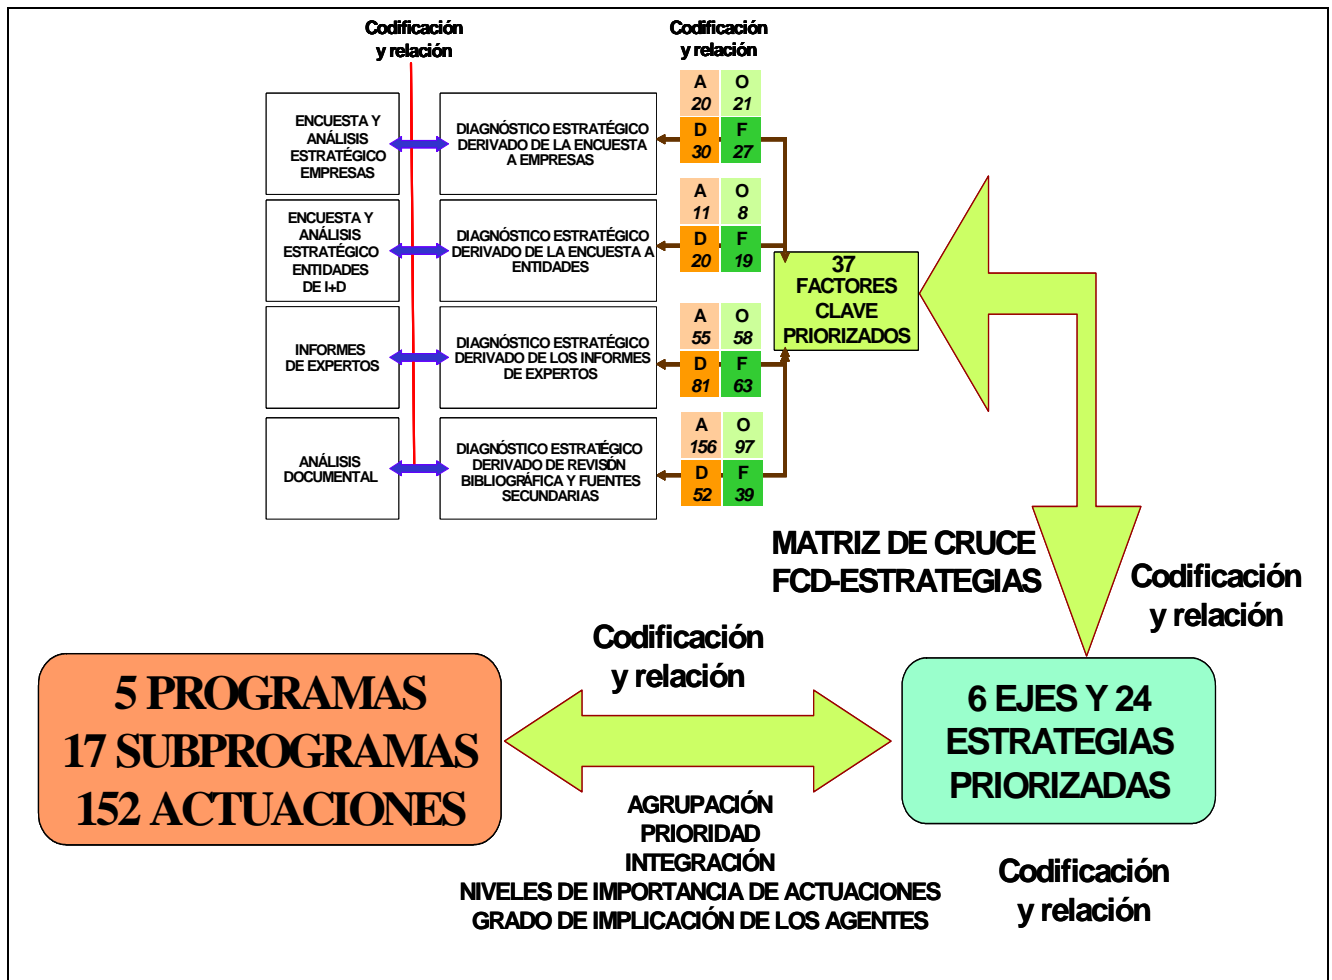 Codificación
y relación
Codificación
y relación
ENCUESTA Y
ANÁLISIS
ESTRATÉGICO
EMPRESAS
DIAGNÓSTICO ESTRATÉGICO
DERIVADO DE LA ENCUESTA
A EMPRESAS
A O
20 21
D F
30 27
ENCUESTA Y
ANÁLISIS
ESTRATÉGICO
ENTIDADES
DE I+D
DIAGNÓSTICO ESTRATÉGICO
DERIVADO DE LA ENCUESTA A
ENTIDADES
A O
11 8
D F
20 19
37
FACTORES
CLAVE
PRIORIZADOS
INFORMES
DE EXPERTOS
DIAGNÓSTICO ESTRATÉGICO
DERIVADO DE LOS INFORMES
DE EXPERTOS
A O
55 58
D F
81 63
ANÁLISIS
DOCUMENTAL
DIAGNÓSTICO ESTRATÉGICO
DERIVADO DE REVISÓN
BIBLIOGRÁFICA Y FUENTES
SECUNDARIAS
A O
156 97
D F
52 39
MATRIZ DE CRUCE
FCD-ESTRATEGIAS
Codificación
y relación
Codificación
y relación
5 PROGRAMAS
17 SUBPROGRAMAS
152 ACTUACIONES
6 EJES Y 24
ESTRATEGIAS
PRIORIZADAS
AGRUPACIÓN
PRIORIDAD
INTEGRACIÓN
NIVELES DE IMPORTANCIA DE ACTUACIONES
GRADO DE IMPLICACIÓN DE LOS AGENTES
Codificación
y relación